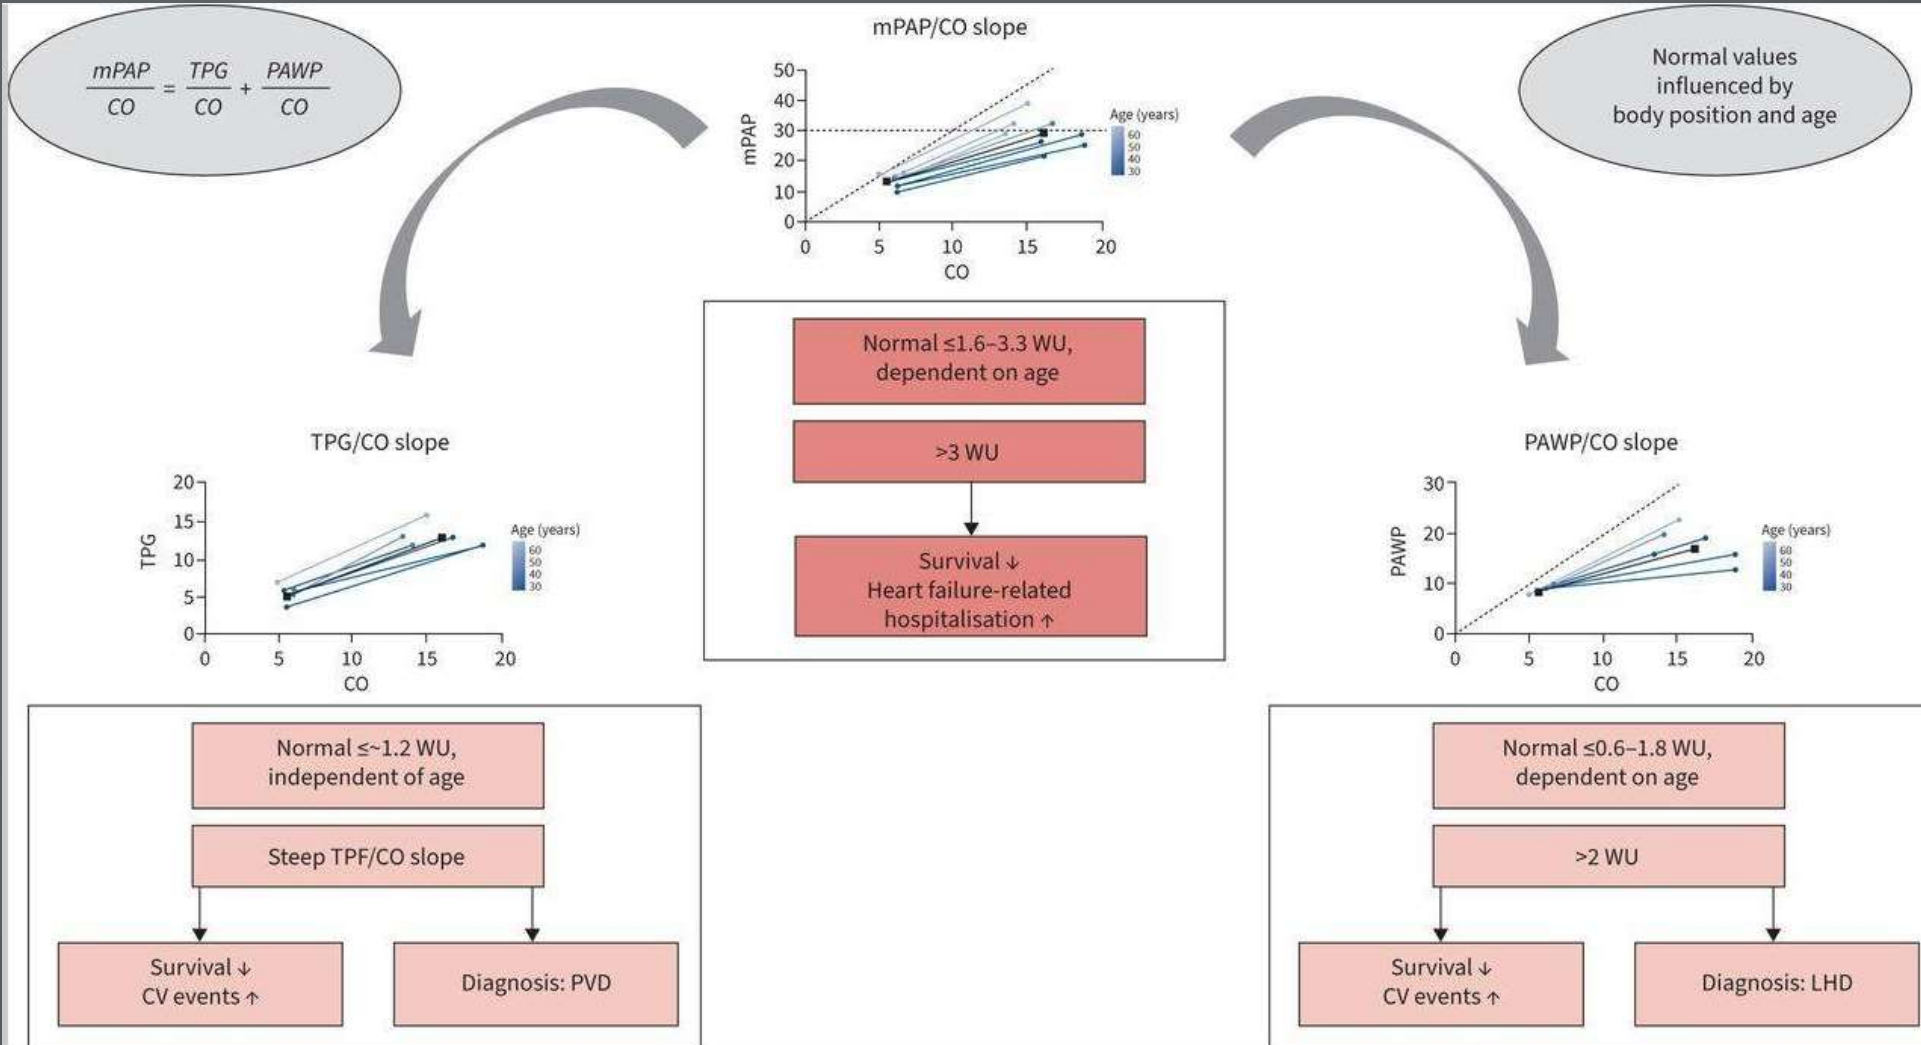 mPAP/CO slope
mPAP = TPG + PAWP
CO CO CO
Normal values
influenced by
body position and age
50
40
30
20
10
0
mPAP
0 5 10 15 20
CO
Age (years)
60
50
40
30
Normal ≤1.6–3.3 WU,
dependent on age
>3 WU
Survival ↓
Heart failure-related
hospitalisation ↑
TPG/CO slope
20
15
10
5
0
TPG
0 5 10 15 20
CO
Age (years)
60
50
40
30
Normal ≤~1.2 WU,
independent of age
Steep TPF/CO slope
Survival ↓
CV events ↑
Diagnosis: PVD
PAWP/CO slope
30
20
10
0
PAWP
0 5 10 15 20
CO
Age (years)
60
50
40
30
Normal ≤0.6–1.8 WU,
dependent on age
>2 WU
Survival ↓
CV events ↑
Diagnosis: LHD